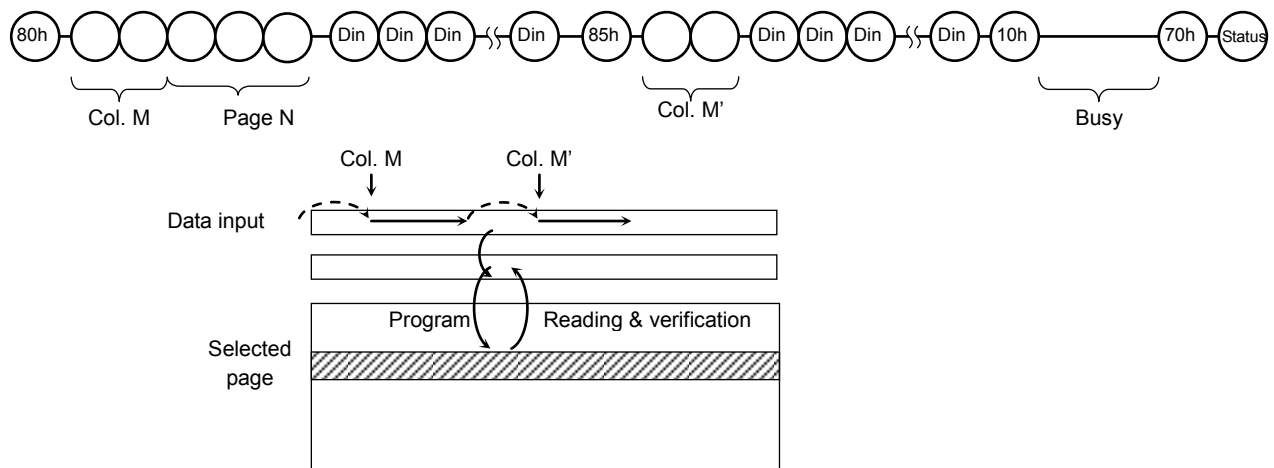 80h Din Din Din Din 85h Din Din Din Din 10h 70h Status
Col. M Page N Col. M’ Busy
Col. M Col. M’
Data input
Program Reading & verification
Selected
page